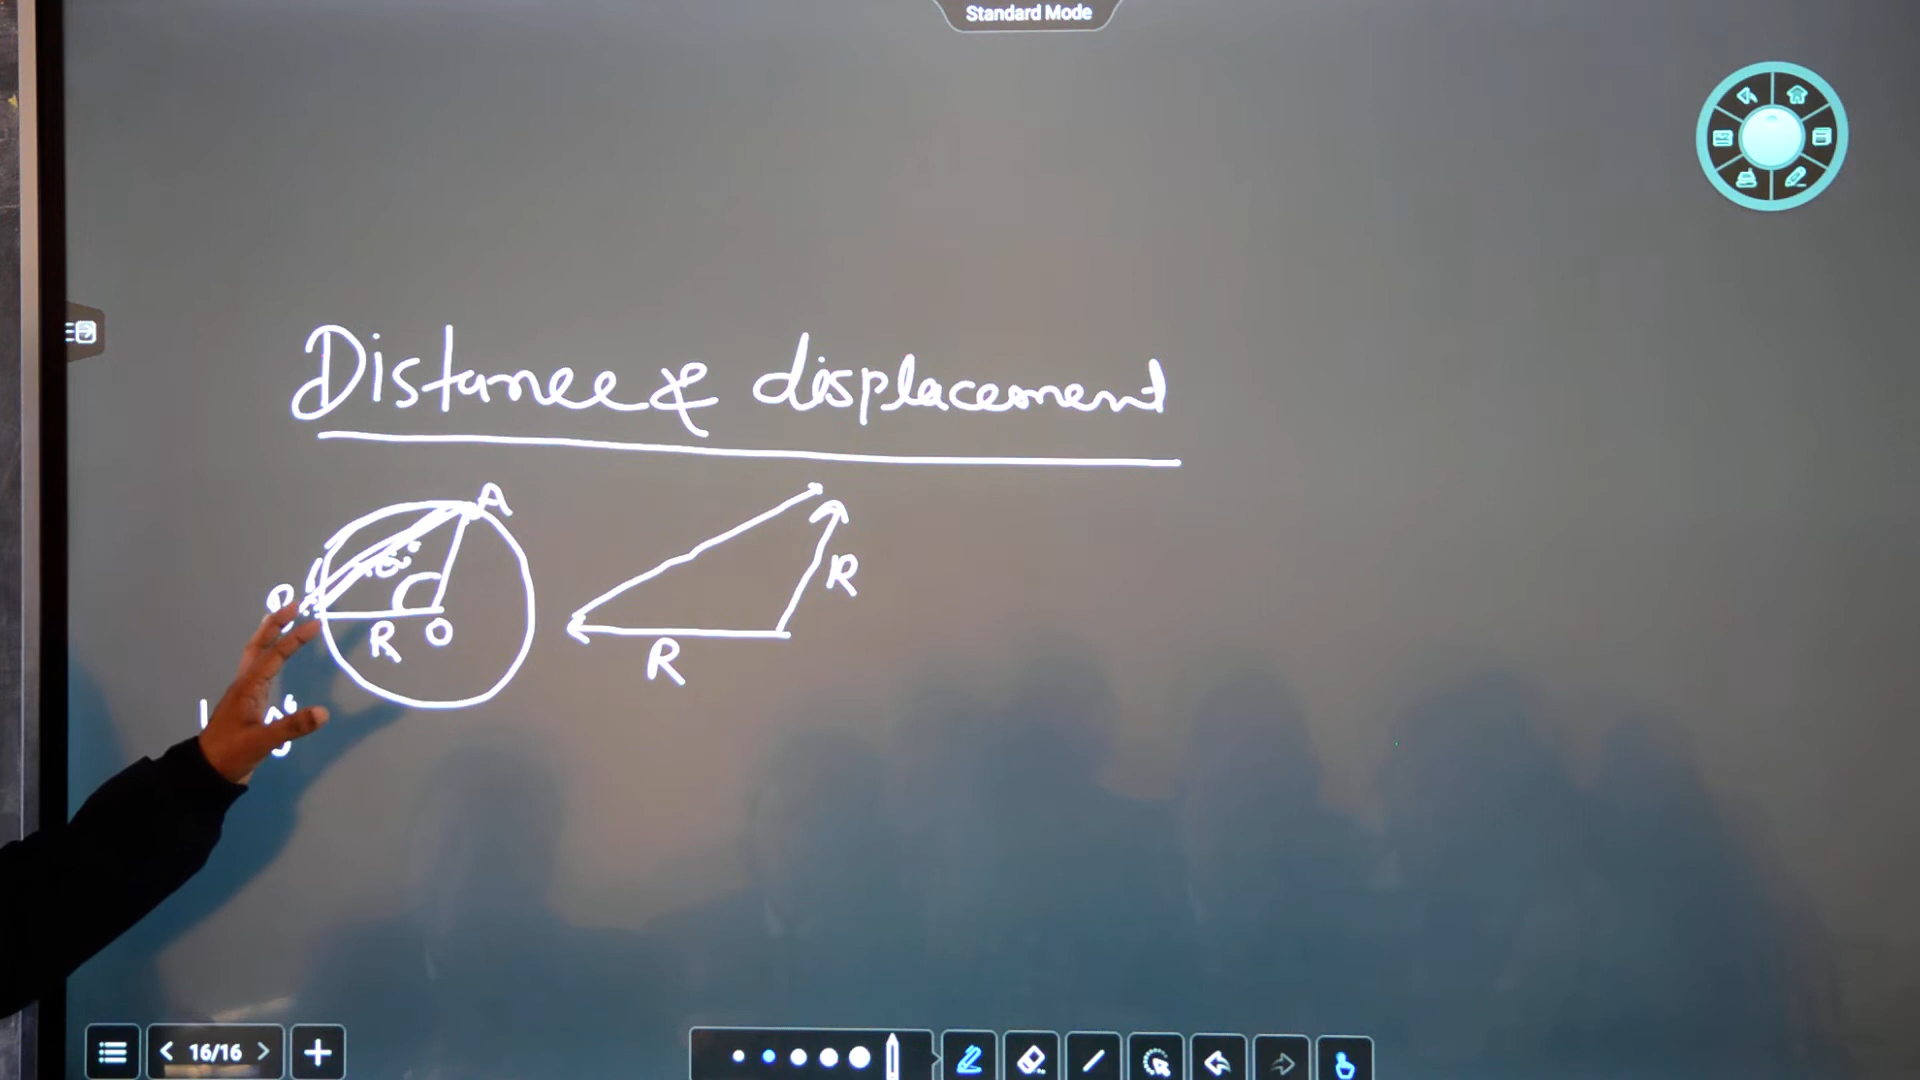 Standard Mode
Distance & displacement
A
R
R
O
R
16/16